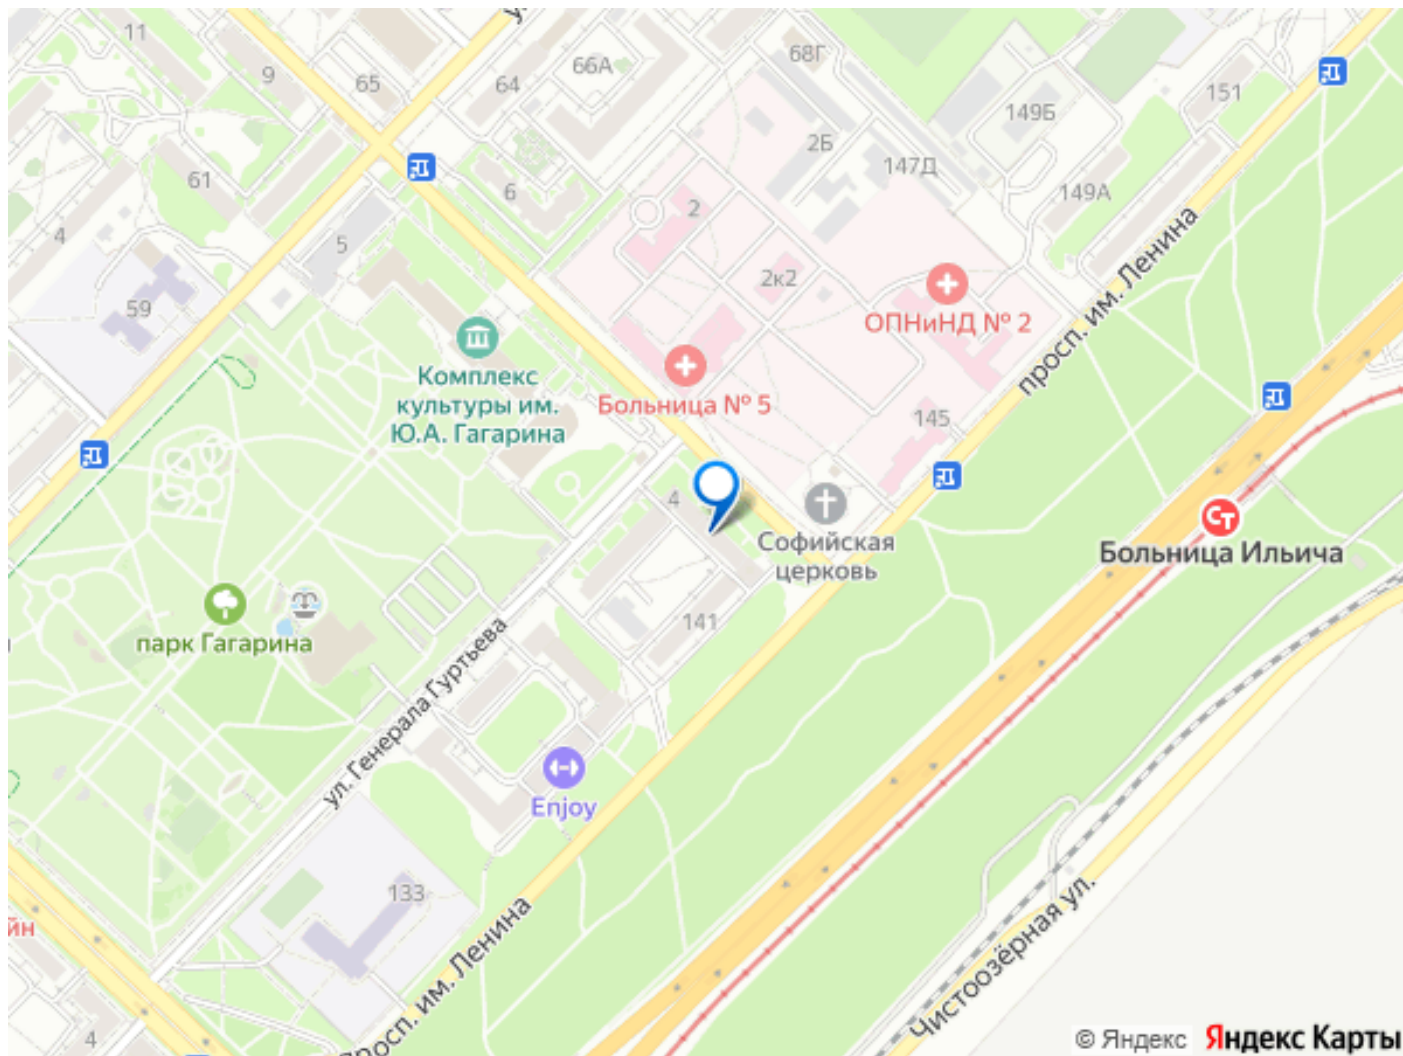 11
9
65
64
66А
68Г
149Б
151
2Б
147Д
149А
61
6
4
5
2
2к2
59
просп. им. Ленина
ОПНиНД № 2
Комплекс
культуры им.
Ю.А. Гагарина
Больница № 5
145
4
Софийская
церковь
Больница Ильича
парк Гагарина
141
ул. Генерала Гуртьева
Enjoy
133
йн
просп. им. Ленина
Чистоозёрная ул.
4
© Яндекс Яндекс Карты